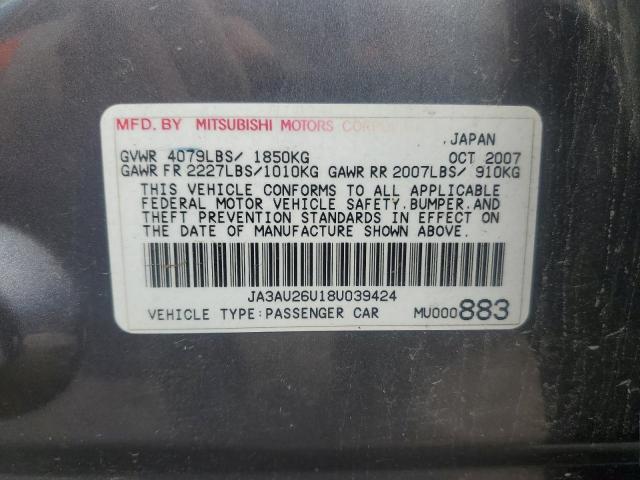 MFD. BY MITSUBISHI MOTORS CORPORATION
, JAPAN
GVWR 4079LBS/ 1850KG OCT 2007
GAWR FR 2227LBS/1010KG GAWR RR 2007LBS/ 910KG
THIS VEHICLE CONFORMS TO ALL APPLICABLE
FEDERAL MOTOR VEHICLE SAFETY, BUMPER, AND
THEFT PREVENTION STANDARDS IN EFFECT ON
THE DATE OF MANUFACTURE SHOWN ABOVE.
JA3AU26U18U039424
VEHICLE TYPE:PASSENGER CAR MU000883